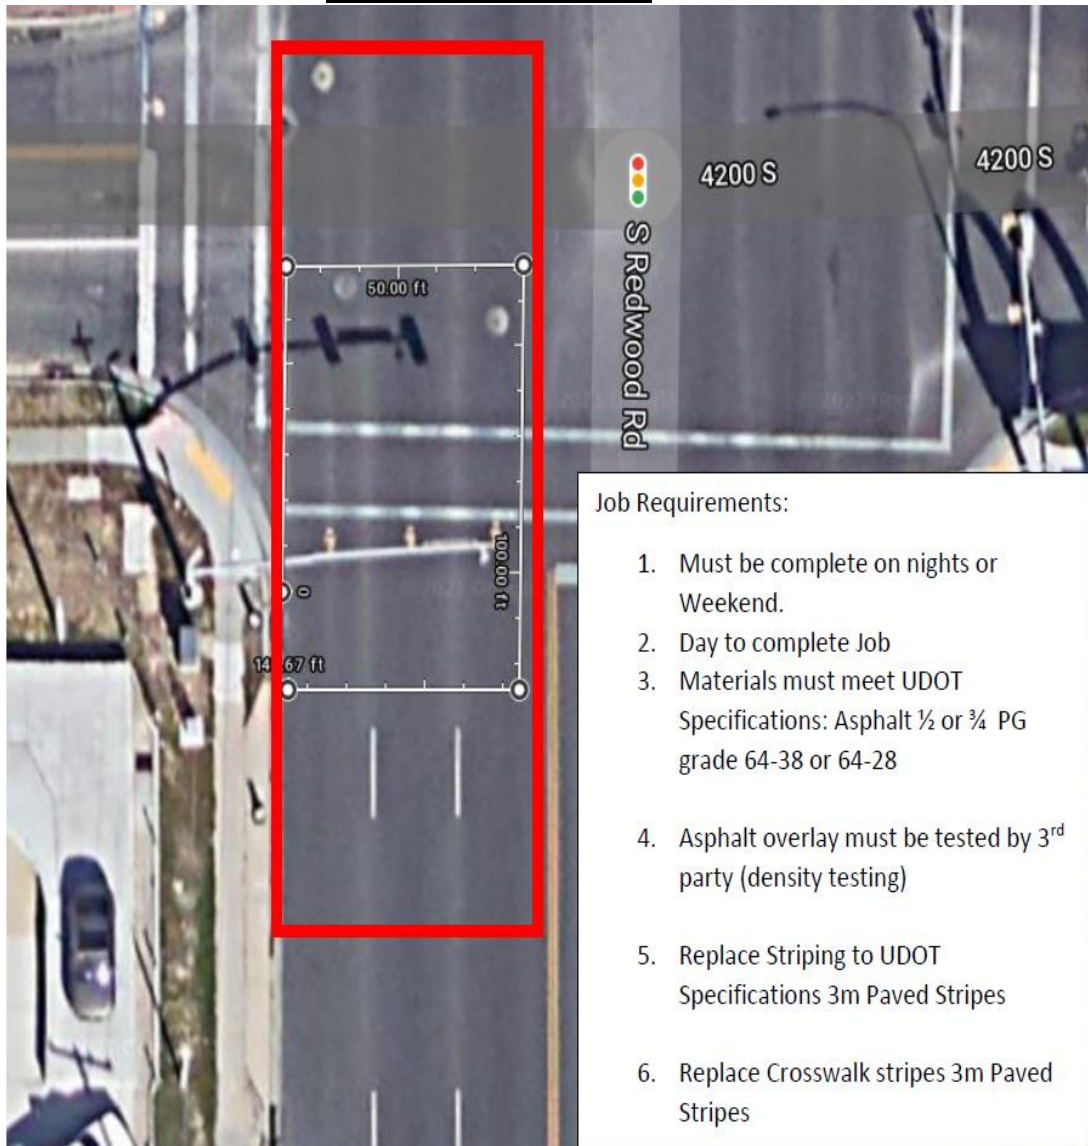 4200 S
4200 S
S Redwood Rd
50.00 ft
100.00 ft
0
Job Requirements:
1. Must be complete on nights or
Weekend.
2. Day to complete Job
3. Materials must meet UDOT
Specifications: Asphalt ½ or ¾ PG
grade 64-38 or 64-28
4. Asphalt overlay must be tested by 3rd
party (density testing)
5. Replace Striping to UDOT
Specifications 3m Paved Stripes
6. Replace Crosswalk stripes 3m Paved
Stripes